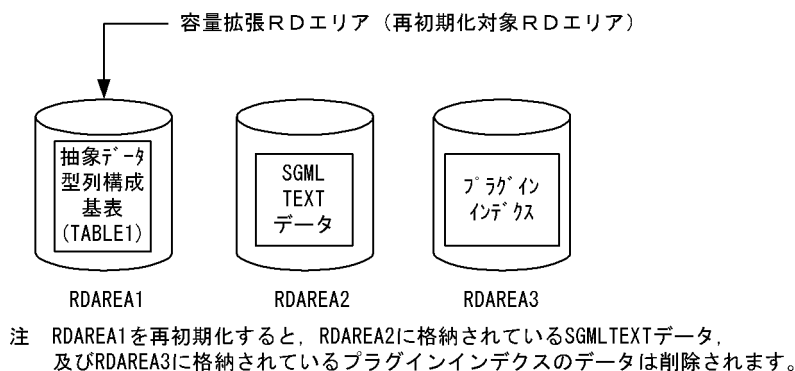 容量拡張RDエリア（再初期化対象RDエリア）
抽象ﾃﾞｰﾀ
型列構成
基表
(TABLE1)
SGML
TEXT
データ
ﾌﾟﾗｸﾞｲﾝ
ｲﾝﾃﾞｸｽ
RDAREA1
RDAREA2
RDAREA3
注 RDAREA1を再初期化すると，RDAREA2に格納されているSGMLTEXTデータ，
及びRDAREA3に格納されているプラグインインデクスのデータは削除されます。